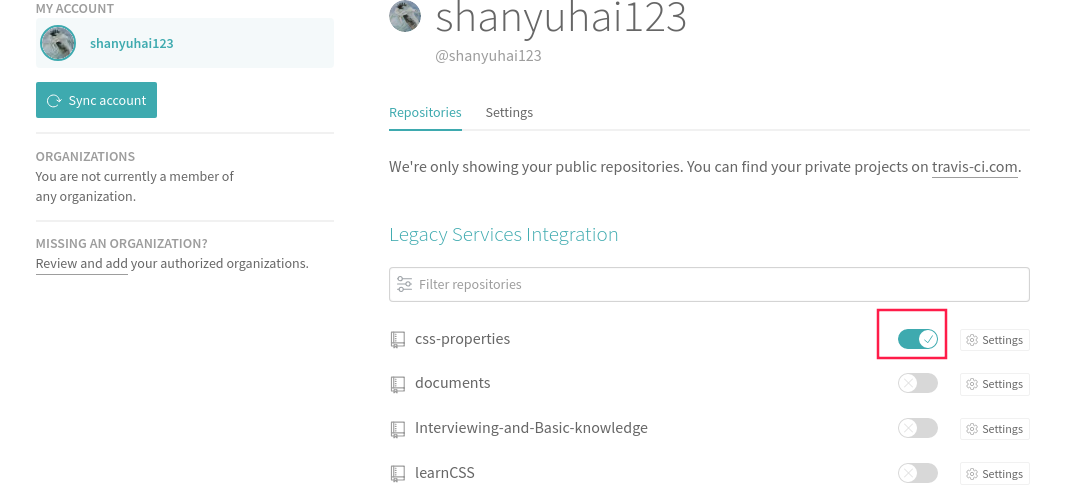 MY ACCOUNT
shanyuhai123
Sync account
ORGANIZATIONS
You are not currently a member of
any organization.
MISSING AN ORGANIZATION?
Review and add your authorized organizations.
shanyuhai123
@shanyuhai123
Repositories Settings
We're only showing your public repositories. You can find your private projects on travis-ci.com.
Legacy Services Integration
Filter repositories
css-properties Settings
documents Settings
Interviewing-and-Basic-knowledge Settings
learnCSS Settings